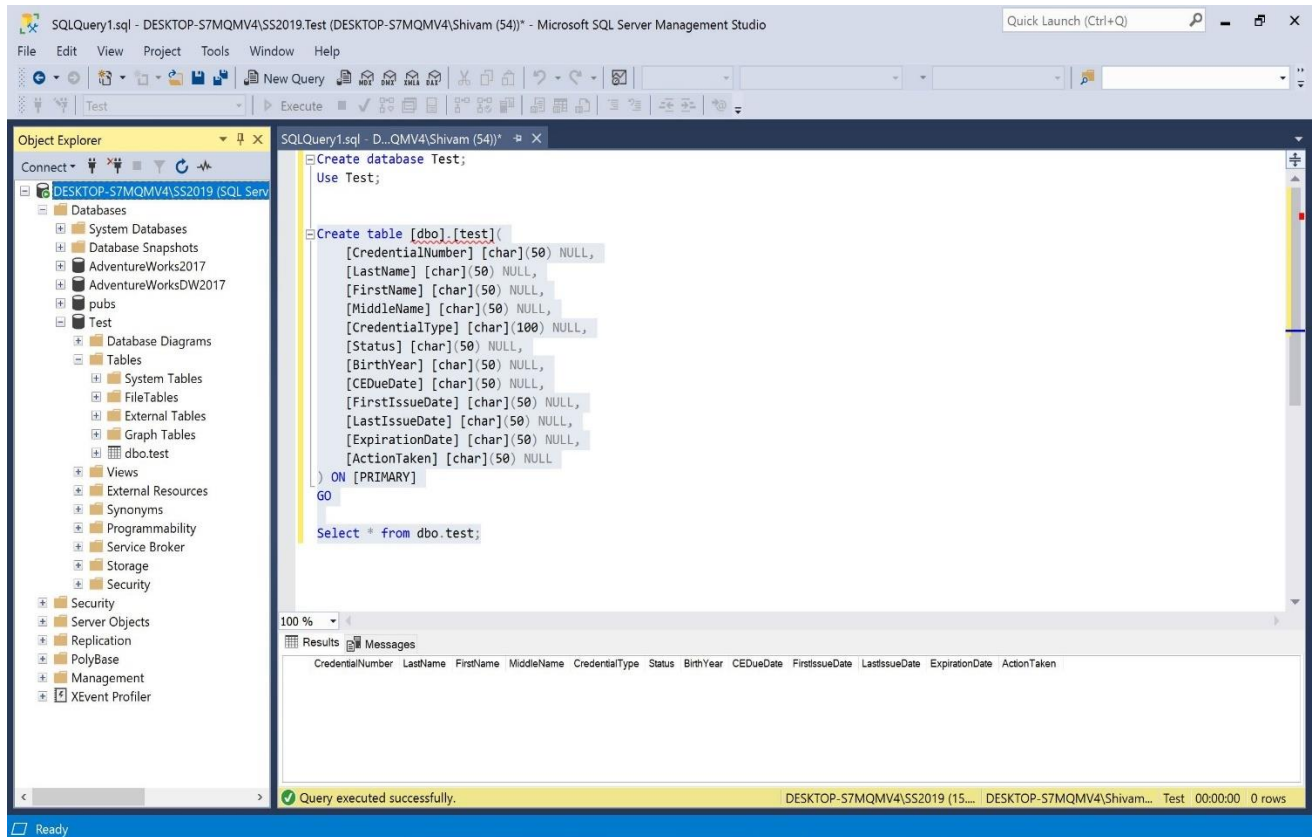 SQLQuery1.sql - DESKTOP-S7MQMV4\SS2019.Test (DESKTOP-S7MQMV4\Shivam (54))* - Microsoft SQL Server Management Studio
Quick Launch (Ctrl+Q)
File Edit View Project Tools Window Help
New Query MDX DMX XMLA DAX
Test Execute
Object Explorer
Connect
DESKTOP-S7MQMV4\SS2019 (SQL Serv
Databases
System Databases
Database Snapshots
AdventureWorks2017
AdventureWorksDW2017
pubs
Test
Database Diagrams
Tables
System Tables
FileTables
External Tables
Graph Tables
dbo.test
Views
External Resources
Synonyms
Programmability
Service Broker
Storage
Security
Security
Server Objects
Replication
PolyBase
Management
XEvent Profiler
SQLQuery1.sql - D...QMV4\Shivam (54))*
Create database Test;
Use Test;
Create table [dbo].[test](
[CredentialNumber] [char](50) NULL,
[LastName] [char](50) NULL,
[FirstName] [char](50) NULL,
[MiddleName] [char](50) NULL,
[CredentialType] [char](100) NULL,
[Status] [char](50) NULL,
[BirthYear] [char](50) NULL,
[CEDueDate] [char](50) NULL,
[FirstIssueDate] [char](50) NULL,
[LastIssueDate] [char](50) NULL,
[ExpirationDate] [char](50) NULL,
[ActionTaken] [char](50) NULL
) ON [PRIMARY]
GO
Select * from dbo.test;
100 %
Results Messages
CredentialNumber LastName FirstName MiddleName CredentialType Status BirthYear CEDueDate FirstIssueDate LastIssueDate ExpirationDate ActionTaken
Query executed successfully.
DESKTOP-S7MQMV4\SS2019 (15.... DESKTOP-S7MQMV4\Shivam... Test 00:00:00 0 rows
Ready